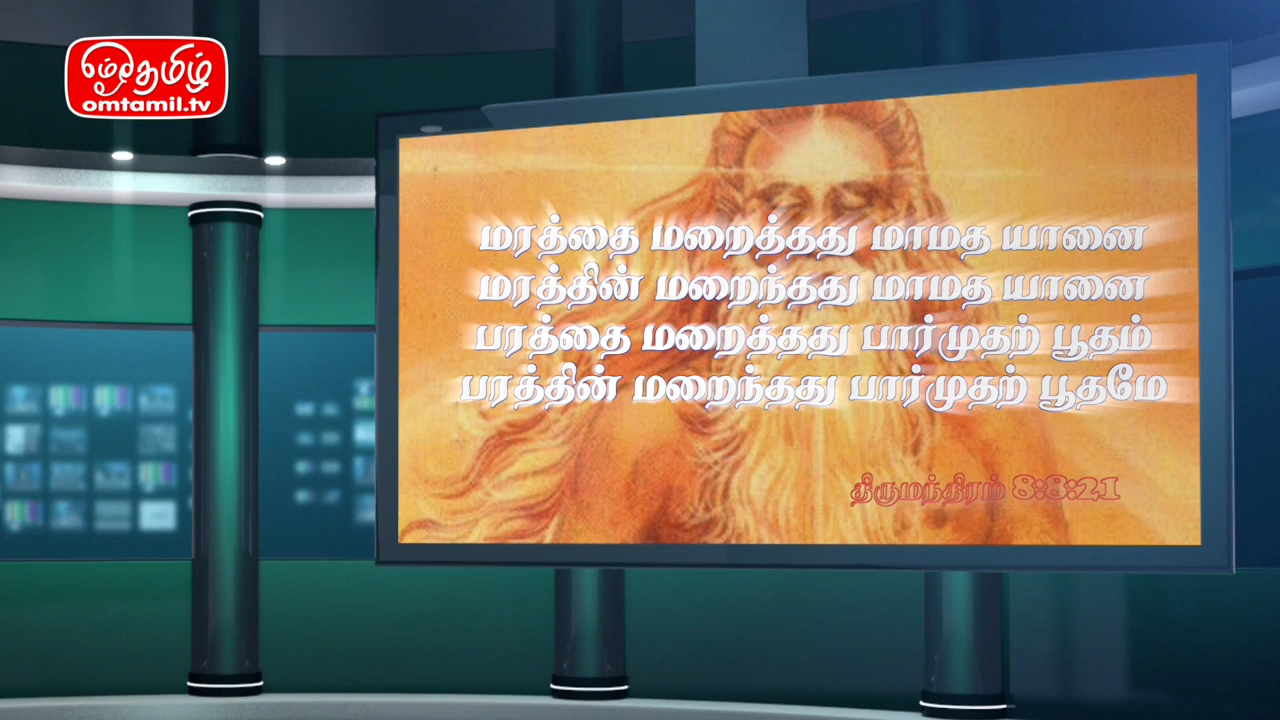 ஓம்தமிழ்
omtamil.tv
மரத்தை மறைத்தது மாமத யானை
மரத்தின் மறைந்தது மாமத யானை
பரத்தை மறைத்தது பார்முதற் பூதம்
பரத்தின் மறைந்தது பார்முதற் பூதமே
திருமந்திரம் 8:8:21